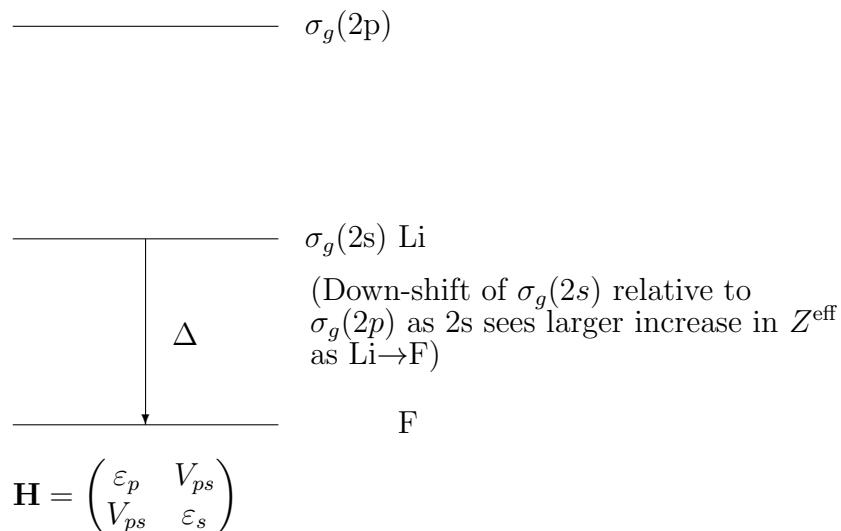 σ_g(2p)
σ_g(2s) Li
(Down-shift of σ_g(2s) relative to
σ_g(2p) as 2s sees larger increase in Z^eff
as Li→F)
Δ
F
H = ( ε_p V_ps
V_ps ε_s )